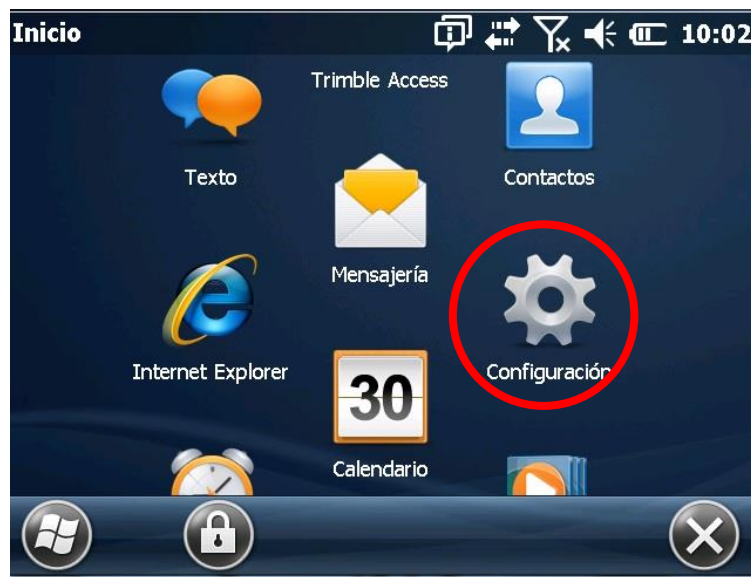 Inicio
10:02
Trimble Access
Texto
Contactos
Mensajería
Internet Explorer
Configuración
30
Calendario